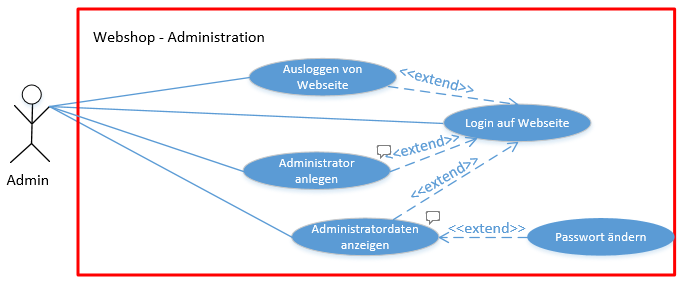 Webshop - Administration
Ausloggen von
Webseite
<<extend>>
Login auf Webseite
Administrator
anlegen
<<extend>>
<<extend>>
Admin
Administratordaten
anzeigen
<<extend>>
Passwort ändern